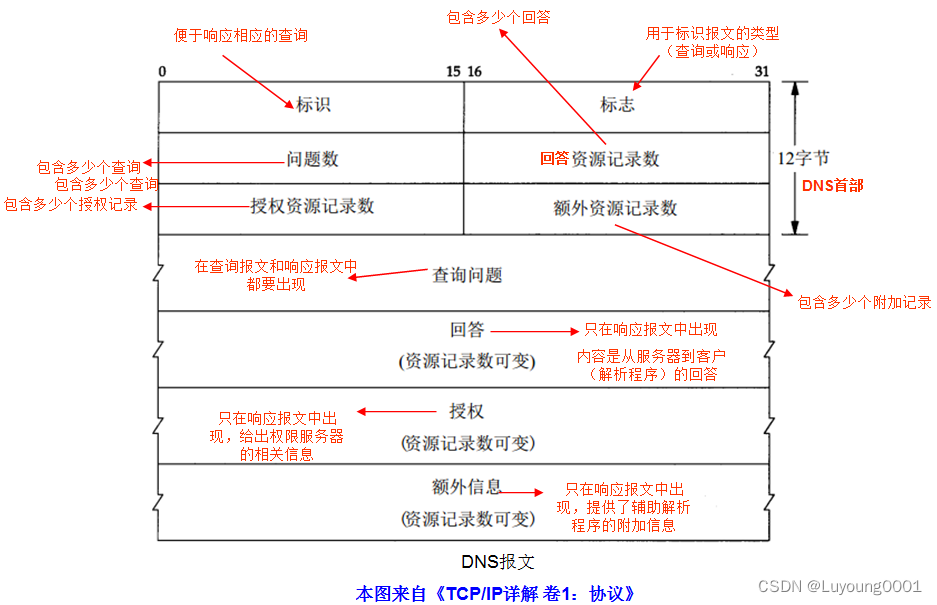 包含多少个回答
便于响应相应的查询
用于标识报文的类型
（查询或响应）
0
15 16
31
标识
标志
12字节
DNS首部
包含多少个查询
问题数
回答资源记录数
包含多少个查询
包含多少个授权记录
授权资源记录数
额外资源记录数
在查询报文和响应报文中
都要出现
查询问题
包含多少个附加记录
回答
(资源记录数可变)
只在响应报文中出现
内容是从服务器到客户
（解析程序）的回答
只在响应报文中出
现，给出权限服务器
的相关信息
授权
(资源记录数可变)
额外信息
(资源记录数可变)
只在响应报文中出
现，提供了辅助解析
程序的附加信息
DNS报文
本图来自《TCP/IP详解 卷1：协议》
CSDN @Luyoung0001